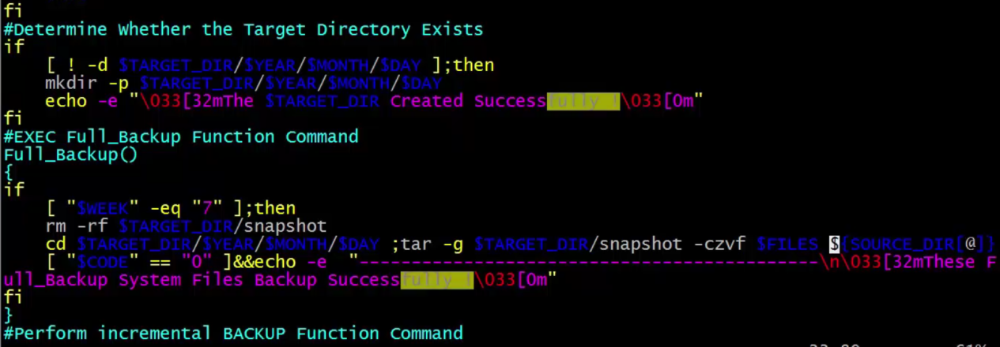 fi
#Determine Whether the Target Directory Exists
if
    [ ! -d $TARGET_DIR/$YEAR/$MONTH/$DAY ];then
    mkdir -p $TARGET_DIR/$YEAR/$MONTH/$DAY
    echo -e "\033[32mThe $TARGET_DIR Created Successfully !\033[0m"
fi
#EXEC Full_Backup Function Command
Full_Backup()
{
if
    [ "$WEEK" -eq "7" ];then
    rm -rf $TARGET_DIR/snapshot
    cd $TARGET_DIR/$YEAR/$MONTH/$DAY ;tar -g $TARGET_DIR/snapshot -czvf $FILES ${SOURCE_DIR[@]}
    [ "$CODE" == "0" ]&&echo -e  "--------------------------------------------\n\033[32mThese F
ull_Backup System Files Backup Successfully !\033[0m"
fi
}
#Perform incremental BACKUP Function Command